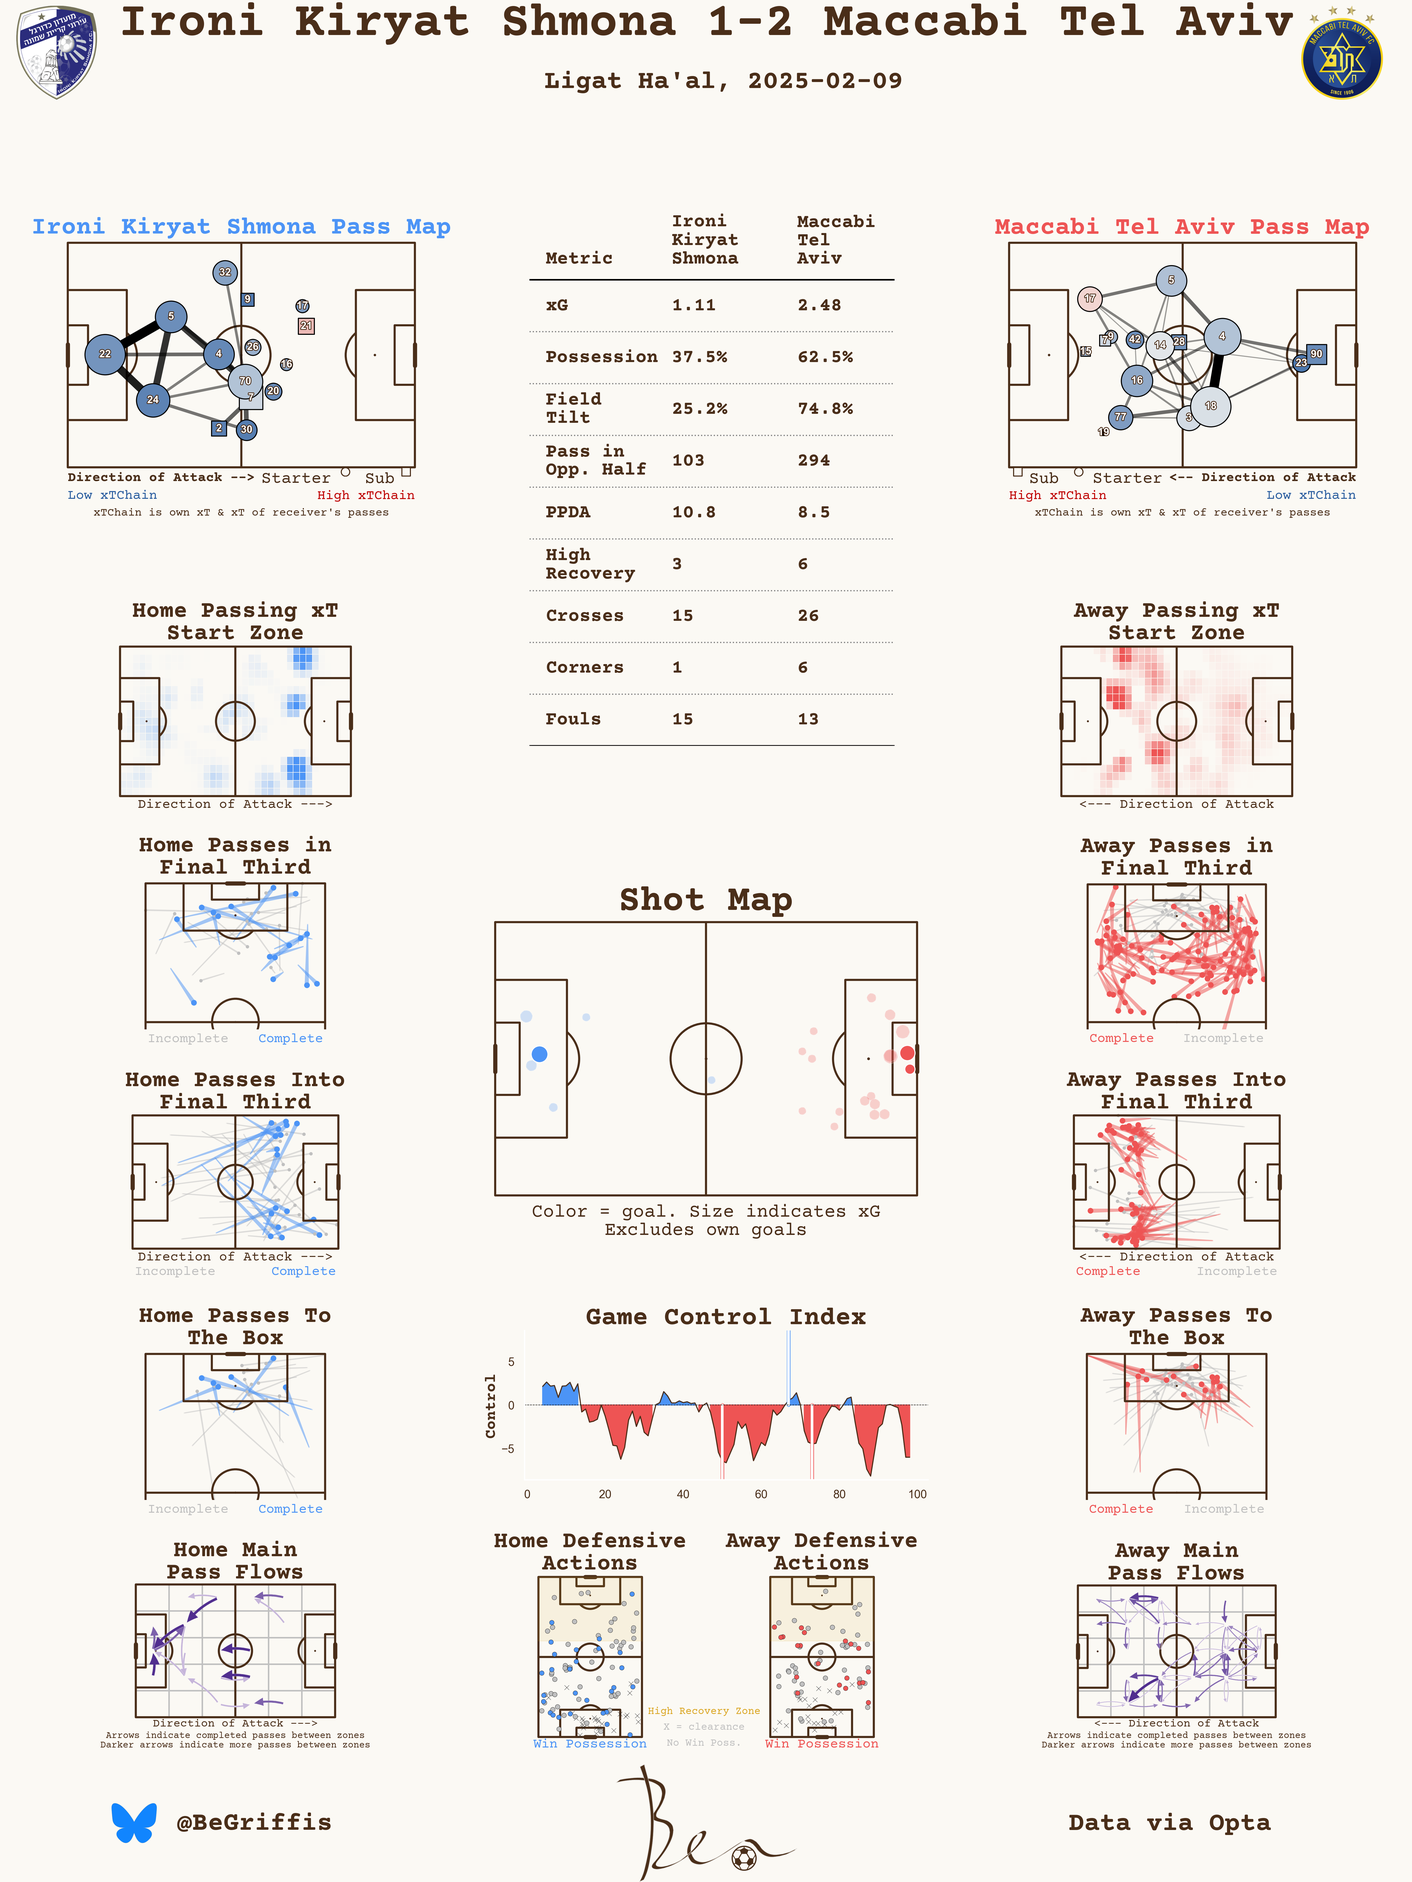 Ironi Kiryat Shmona 1-2 Maccabi Tel Aviv
Ligat Ha'al, 2025-02-09
MACCABI TEL AVIV FC
SINCE 1906
Ironi Kiryat Shmona Pass Map
32
9
17
21
5
22
4
26
16
70
20
24
7
2
30
Direction of Attack --> Starter Sub
Low xTChain High xTChain
xTChain is own xT & xT of receiver's passes
Metric Ironi Kiryat Shmona Maccabi Tel Aviv
xG 1.11 2.48
Possession 37.5% 62.5%
Field Tilt 25.2% 74.8%
Pass in Opp. Half 103 294
PPDA 10.8 8.5
High Recovery 3 6
Crosses 15 26
Corners 1 6
Fouls 15 13
Maccabi Tel Aviv Pass Map
5
17
4
42
14
28
15
7
90
23
16
18
77
3
19
Sub Starter <-- Direction of Attack
High xTChain Low xTChain
xTChain is own xT & xT of receiver's passes
Home Passing xT
Start Zone
Direction of Attack --->
Away Passing xT
Start Zone
<--- Direction of Attack
Home Passes in
Final Third
Incomplete Complete
Away Passes in
Final Third
Complete Incomplete
Shot Map
Color = goal. Size indicates xG
Excludes own goals
Home Passes Into
Final Third
Direction of Attack --->
Incomplete Complete
Away Passes Into
Final Third
<--- Direction of Attack
Complete Incomplete
Home Passes To
The Box
Incomplete Complete
Game Control Index
Control
5
0
−5
0 20 40 60 80 100
Away Passes To
The Box
Complete Incomplete
Home Main
Pass Flows
Direction of Attack --->
Arrows indicate completed passes between zones
Darker arrows indicate more passes between zones
Home Defensive
Actions
Win Possession
High Recovery Zone
X = clearance
No Win Poss.
Away Defensive
Actions
Win Possession
Away Main
Pass Flows
<--- Direction of Attack
Arrows indicate completed passes between zones
Darker arrows indicate more passes between zones
@BeGriffis
Ben
Data via Opta